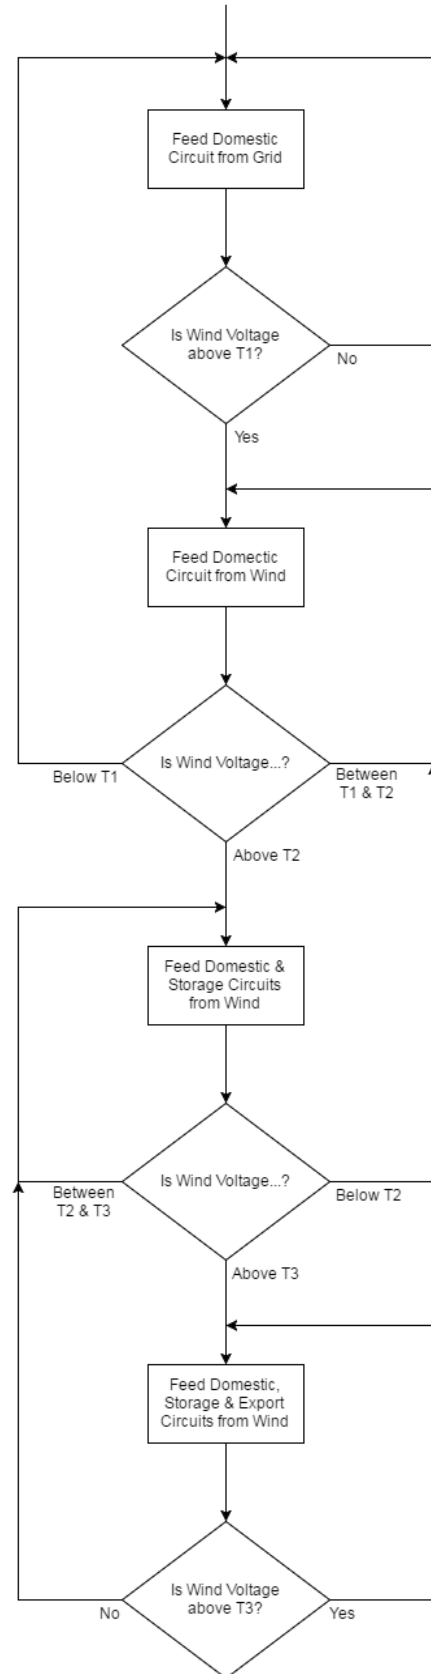 Feed Domestic
Circuit from Grid
Is Wind Voltage
above T1?
No
Yes
Feed Domectic
Circuit from Wind
Is Wind Voltage...?
Below T1
Between
T1 & T2
Above T2
Feed Domestic &
Storage Circuits
from Wind
Is Wind Voltage...?
Between
T2 & T3
Below T2
Above T3
Feed Domestic,
Storage & Export
Circuits from Wind
Is Wind Voltage
above T3?
No
Yes